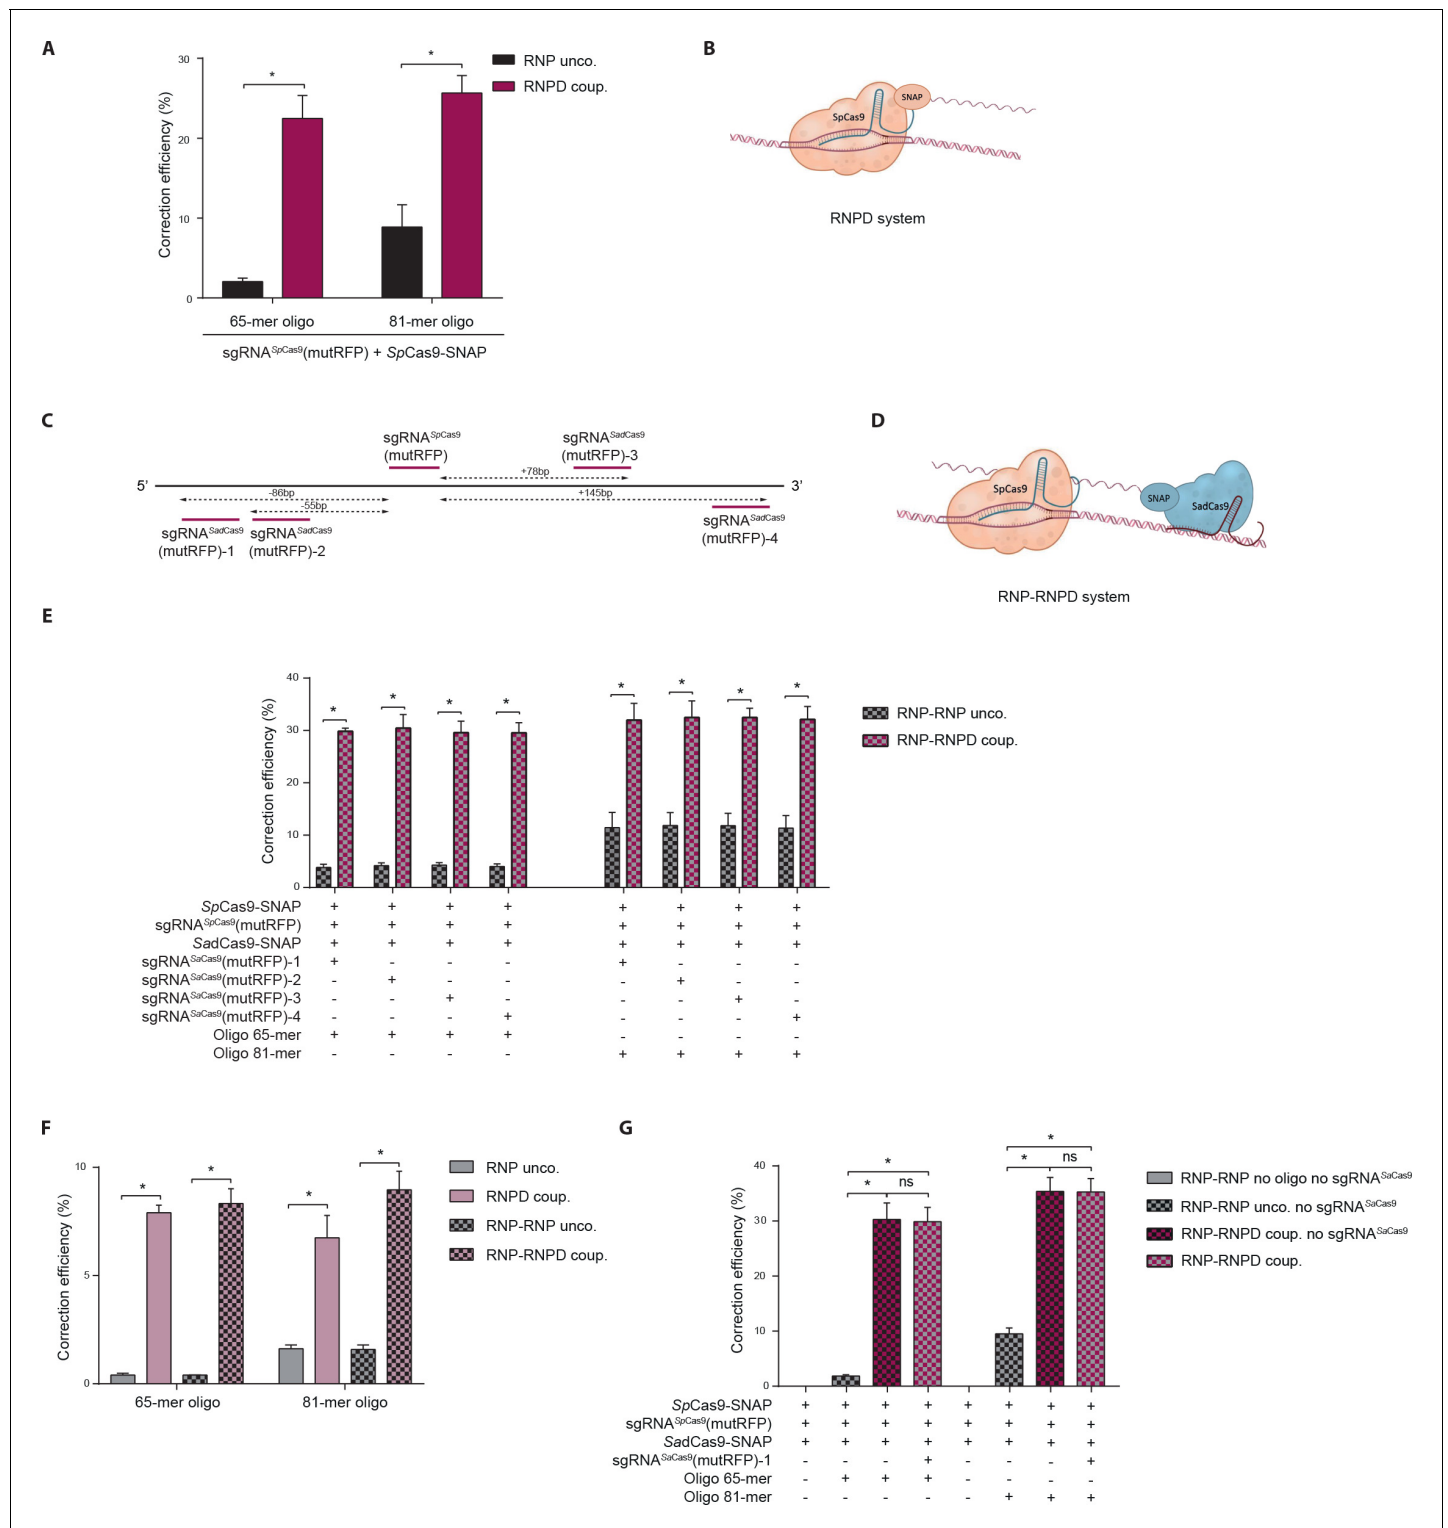 A
30
20
10
0
Correction efficiency (%)
*
*
RNP unco.
RNPD coup.
65-mer oligo 81-mer oligo
sgRNA^SpCas9(mutRFP) + SpCas9-SNAP
B
SpCas9
SNAP
RNPD system
C
sgRNA^SpCas9
(mutRFP)
sgRNA^SadCas9
(mutRFP)-3
+78bp
5’
3’
-86bp
+145bp
-55bp
sgRNA^SadCas9
(mutRFP)-1
sgRNA^SadCas9
(mutRFP)-2
sgRNA^SadCas9
(mutRFP)-4
D
SpCas9
SNAP
SadCas9
RNP-RNPD system
E
40
30
20
10
0
Correction efficiency (%)
* * * * * * * *
RNP-RNP unco.
RNP-RNPD coup.
SpCas9-SNAP + + + + + + + +
sgRNA^SpCas9(mutRFP) + + + + + + + +
SadCas9-SNAP + + + + + + + +
sgRNA^SaCas9(mutRFP)-1 + - - - + - - -
sgRNA^SaCas9(mutRFP)-2 - + - - - + - -
sgRNA^SaCas9(mutRFP)-3 - - + - - - + -
sgRNA^SaCas9(mutRFP)-4 - - - + - - - +
Oligo 65-mer + + + + - - - -
Oligo 81-mer - - - - + + + +
F
10
5
0
Correction efficiency (%)
* * * *
RNP unco.
RNPD coup.
RNP-RNP unco.
RNP-RNPD coup.
65-mer oligo 81-mer oligo
G
40
30
20
10
0
Correction efficiency (%)
* *
* ns * ns
RNP-RNP no oligo no sgRNA^SaCas9
RNP-RNP unco. no sgRNA^SaCas9
RNP-RNPD coup. no sgRNA^SaCas9
RNP-RNPD coup.
SpCas9-SNAP + + + + + + + +
sgRNA^SpCas9(mutRFP) + + + + + + + +
SadCas9-SNAP + + + + + + + +
sgRNA^SaCas9(mutRFP)-1 - - - + - - - +
Oligo 65-mer - + + + - - - -
Oligo 81-mer - - - - - + + +